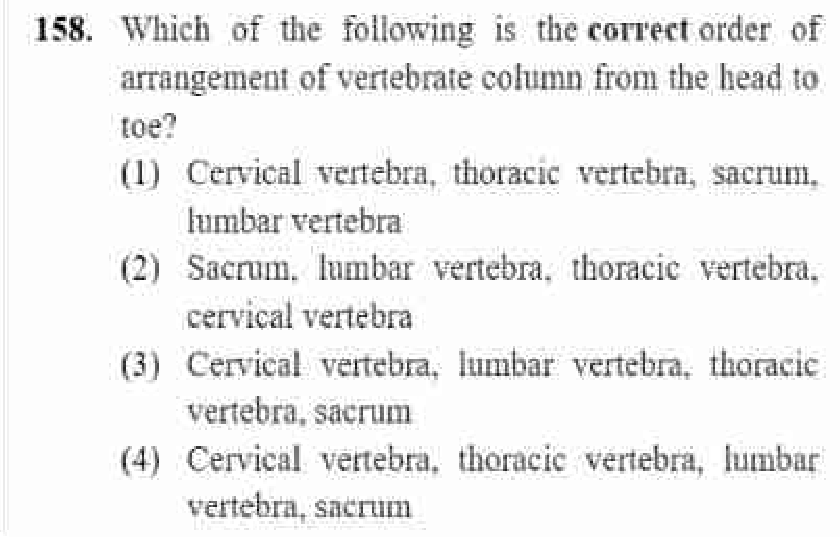 158. Which of the following is the correct order of
arrangement of vertebrate column from the head to
toe?
(1) Cervical vertebra, thoracic vertebra, sacrum,
lumbar vertebra
(2) Sacrum, lumbar vertebra, thoracic vertebra,
cervical vertebra
(3) Cervical vertebra, lumbar vertebra, thoracic
vertebra, sacrum
(4) Cervical vertebra, thoracic vertebra, lumbar
vertebra, sacrum